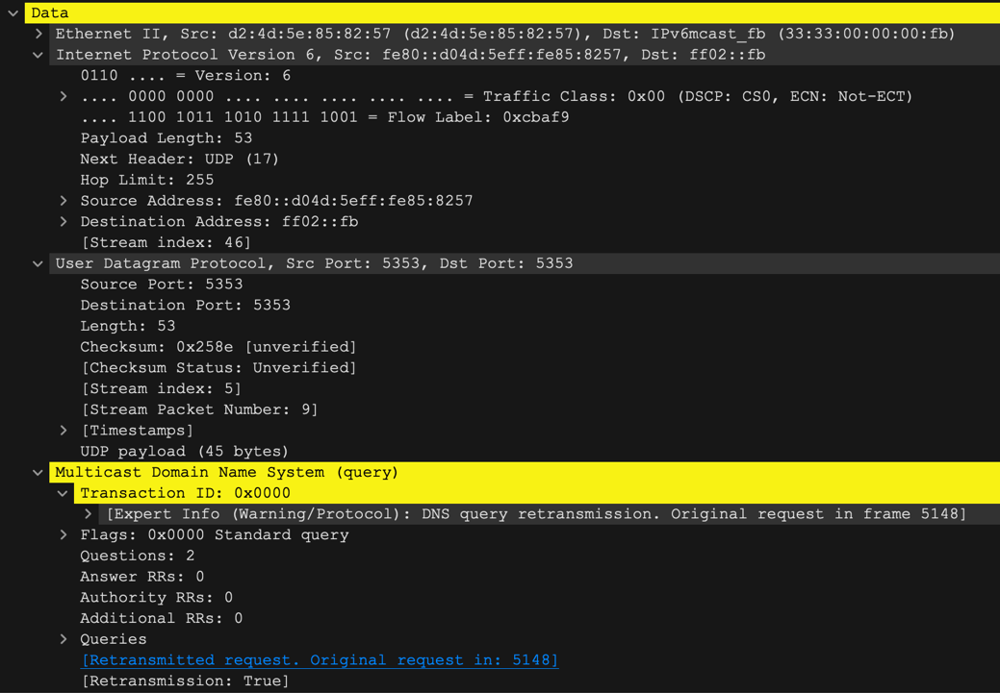 Data
Ethernet II, Src: d2:4d:5e:85:82:57 (d2:4d:5e:85:82:57), Dst: IPv6mcast_fb (33:33:00:00:00:fb)
Internet Protocol Version 6, Src: fe80::d04d:5eff:fe85:8257, Dst: ff02::fb
0110 .... = Version: 6
.... 0000 0000 .... .... .... .... .... = Traffic Class: 0x00 (DSCP: CS0, ECN: Not-ECT)
.... 1100 1011 1010 1111 1001 = Flow Label: 0xcbaf9
Payload Length: 53
Next Header: UDP (17)
Hop Limit: 255
Source Address: fe80::d04d:5eff:fe85:8257
Destination Address: ff02::fb
[Stream index: 46]
User Datagram Protocol, Src Port: 5353, Dst Port: 5353
Source Port: 5353
Destination Port: 5353
Length: 53
Checksum: 0x258e [unverified]
[Checksum Status: Unverified]
[Stream index: 5]
[Stream Packet Number: 9]
[Timestamps]
UDP payload (45 bytes)
Multicast Domain Name System (query)
Transaction ID: 0x0000
[Expert Info (Warning/Protocol): DNS query retransmission. Original request in frame 5148]
Flags: 0x0000 Standard query
Questions: 2
Answer RRs: 0
Authority RRs: 0
Additional RRs: 0
Queries
[Retransmitted request. Original request in: 5148]
[Retransmission: True]